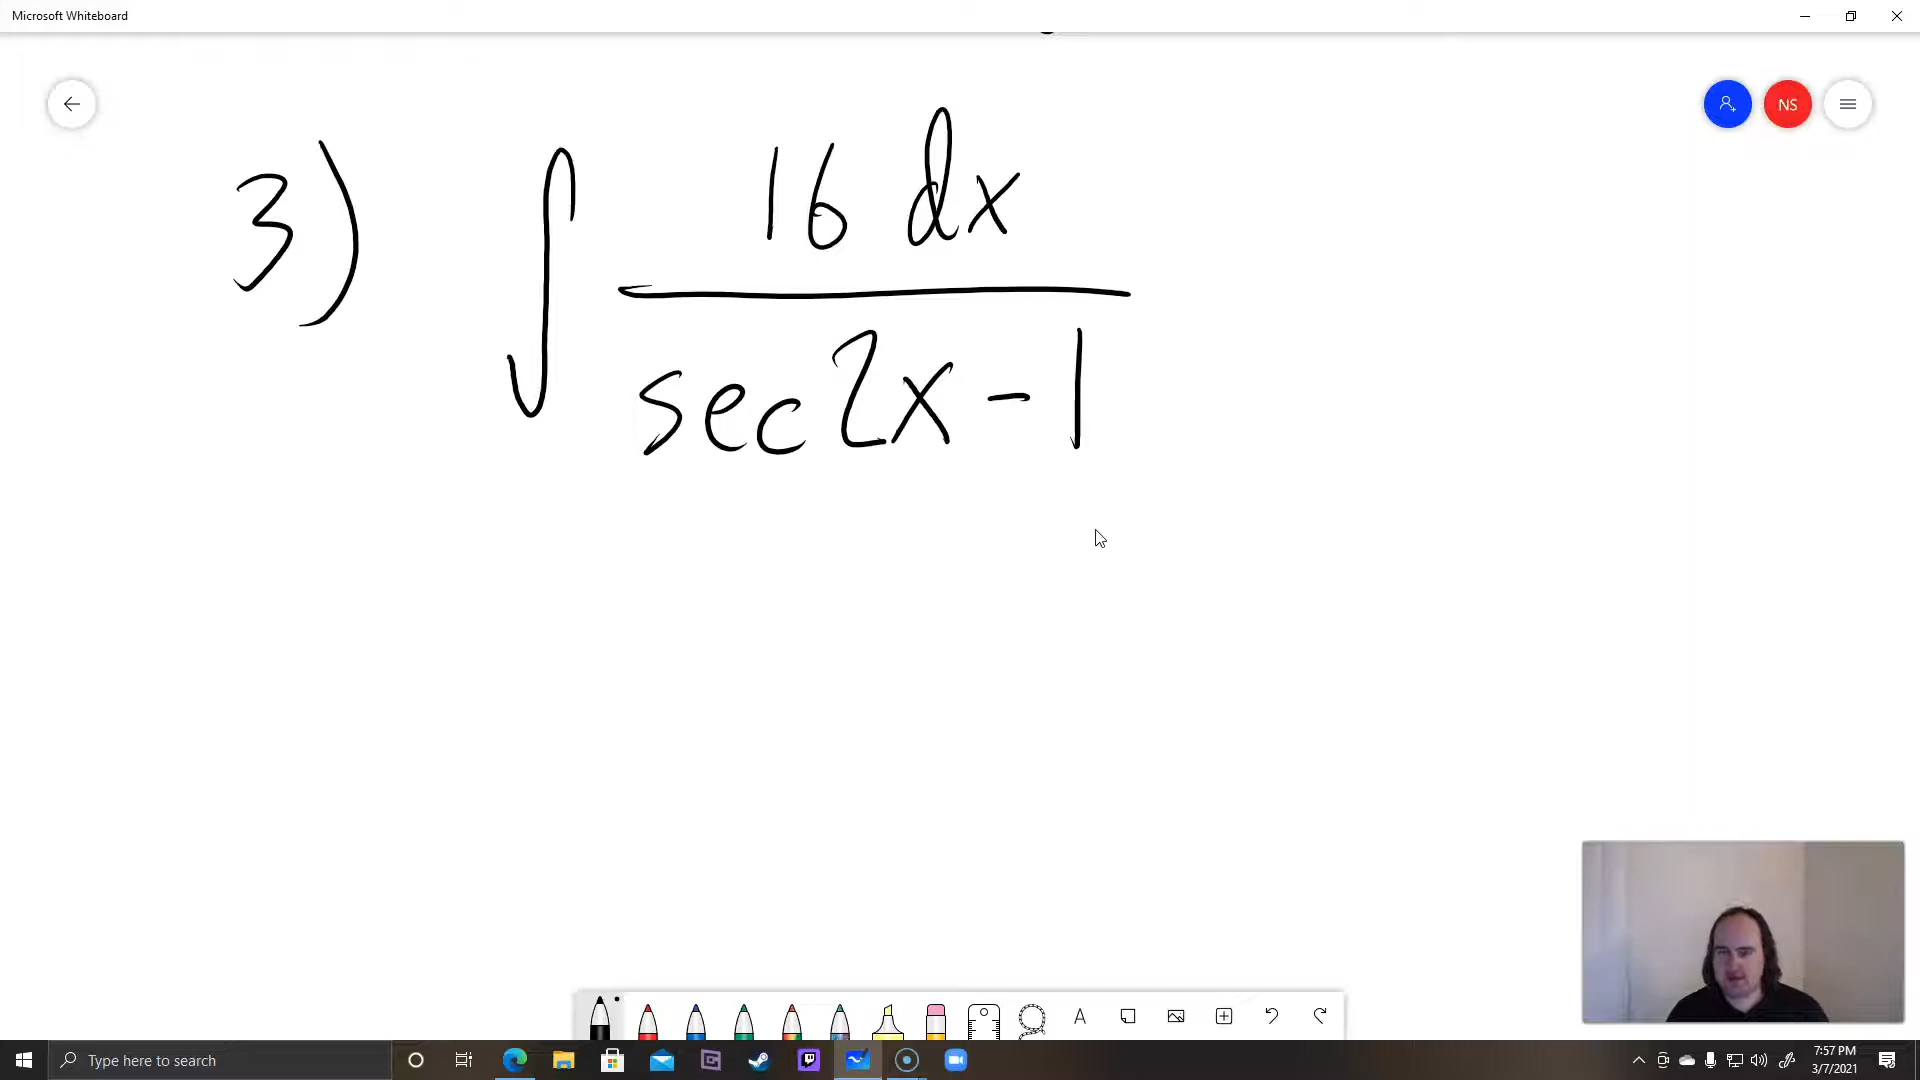 Microsoft Whiteboard
NS
3) ∫ 16 dx
sec 2x - 1
A
Type here to search
7:57 PM
3/7/2021